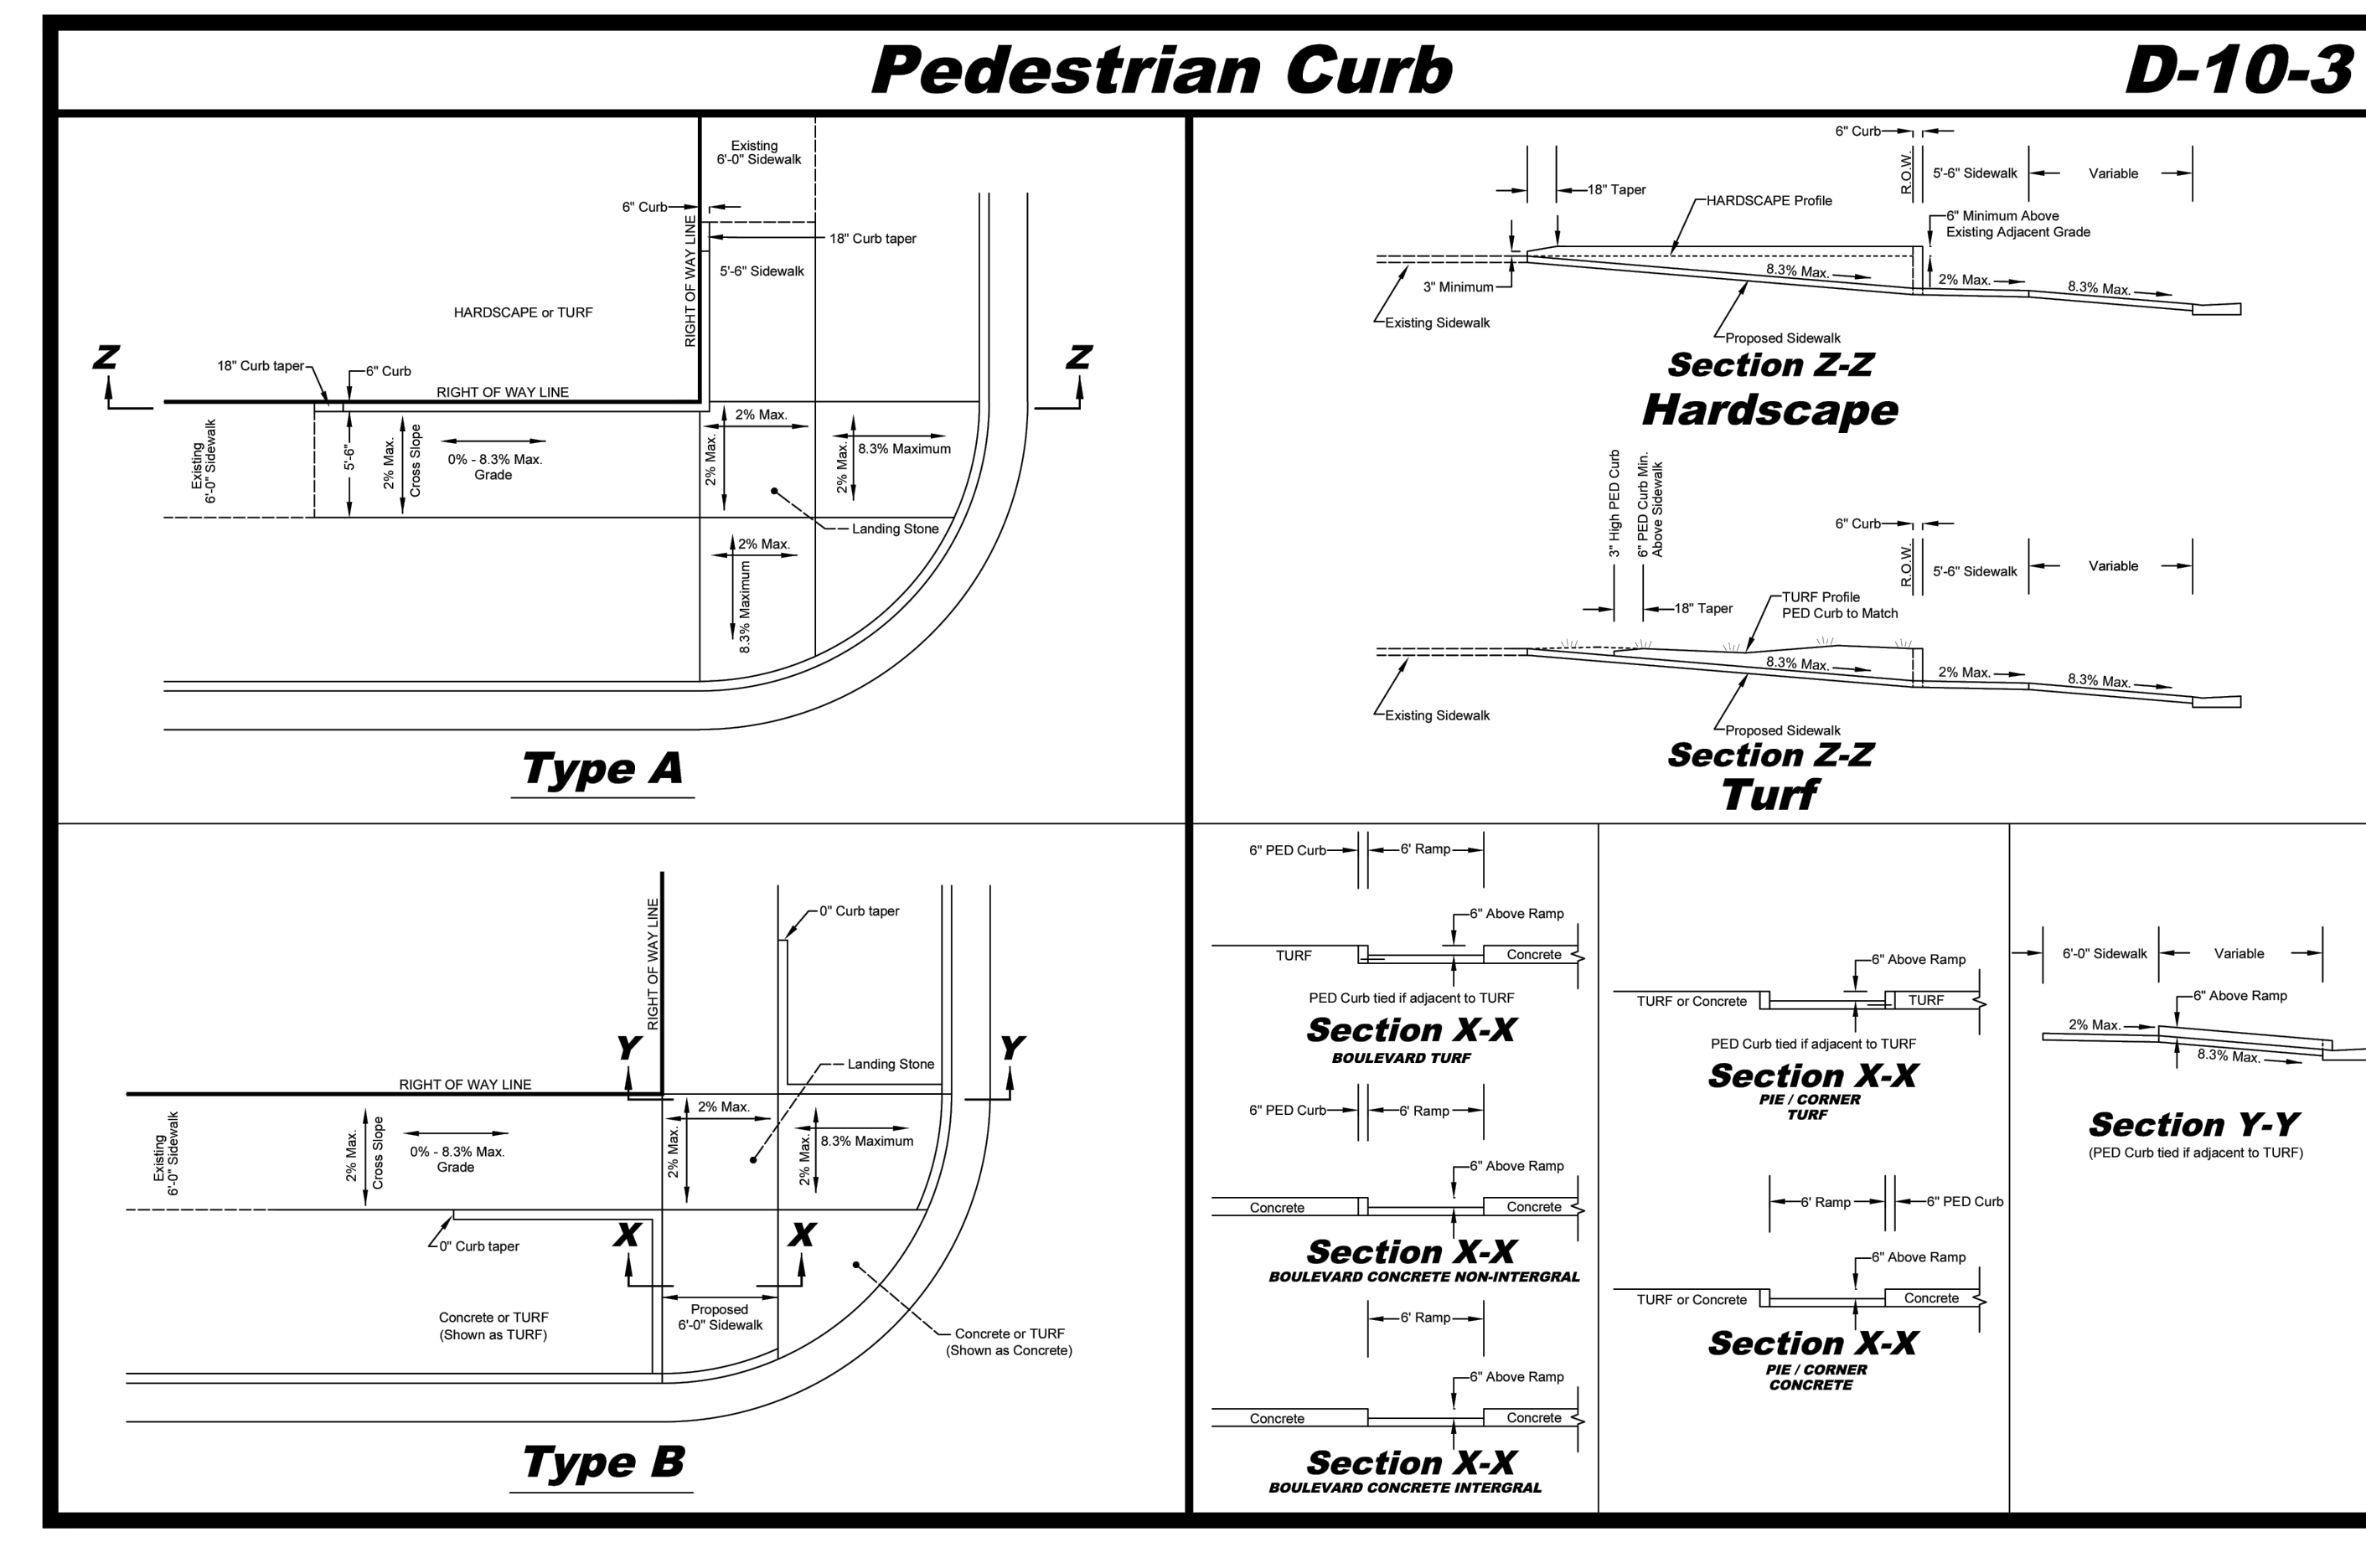 Pedestrian Curb
D-10-3
Existing
6'-0" Sidewalk
6" Curb
RIGHT OF WAY LINE
18" Curb taper
5'-6" Sidewalk
HARDSCAPE or TURF
Z
Z
18" Curb taper
6" Curb
RIGHT OF WAY LINE
Existing
6'-0" Sidewalk
5'-6"
2% Max.
Cross Slope
0% - 8.3% Max.
Grade
2% Max.
2% Max.
2% Max.
8.3% Maximum
Landing Stone
2% Max.
8.3% Maximum
Type A
6" Curb
R.O.W.
5'-6" Sidewalk
Variable
18" Taper
HARDSCAPE Profile
6" Minimum Above
Existing Adjacent Grade
8.3% Max.
2% Max.
8.3% Max.
3" Minimum
Existing Sidewalk
Proposed Sidewalk
Section Z-Z
Hardscape
3" High PED Curb
6" PED Curb Min.
Above Sidewalk
6" Curb
R.O.W.
5'-6" Sidewalk
Variable
18" Taper
TURF Profile
PED Curb to Match
8.3% Max.
2% Max.
8.3% Max.
Existing Sidewalk
Proposed Sidewalk
Section Z-Z
Turf
RIGHT OF WAY LINE
0" Curb taper
Y
Y
Landing Stone
RIGHT OF WAY LINE
Existing
6'-0" Sidewalk
2% Max.
Cross Slope
0% - 8.3% Max.
Grade
2% Max.
2% Max.
2% Max.
8.3% Maximum
0" Curb taper
X
X
Concrete or TURF
(Shown as TURF)
Proposed
6'-0" Sidewalk
Concrete or TURF
(Shown as Concrete)
Type B
6" PED Curb
6' Ramp
6" Above Ramp
TURF
Concrete
PED Curb tied if adjacent to TURF
Section X-X
BOULEVARD TURF
6" PED Curb
6' Ramp
6" Above Ramp
Concrete
Concrete
Section X-X
BOULEVARD CONCRETE NON-INTERGRAL
6' Ramp
6" Above Ramp
Concrete
Concrete
Section X-X
BOULEVARD CONCRETE INTERGRAL
6" Above Ramp
TURF or Concrete
TURF
PED Curb tied if adjacent to TURF
Section X-X
PIE / CORNER
TURF
6' Ramp
6" PED Curb
6" Above Ramp
TURF or Concrete
Concrete
Section X-X
PIE / CORNER
CONCRETE
6'-0" Sidewalk
Variable
6" Above Ramp
2% Max.
8.3% Max.
Section Y-Y
(PED Curb tied if adjacent to TURF)